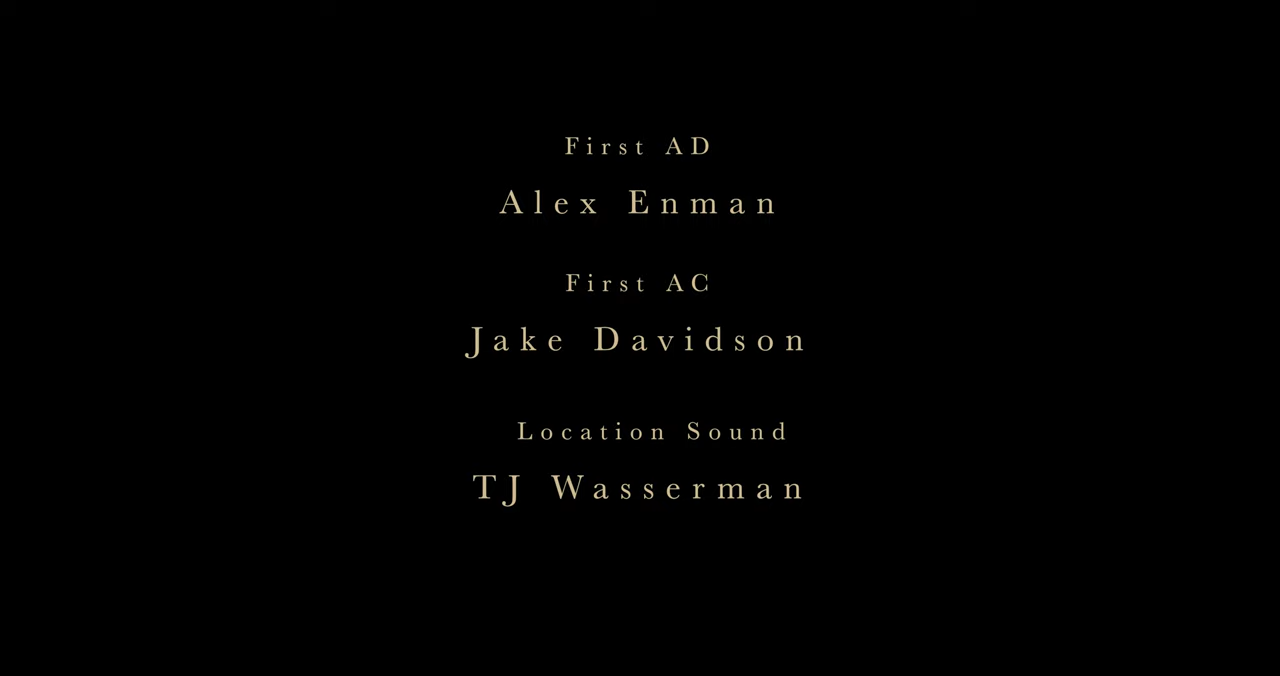 First AD
Alex Enman
First AC
Jake Davidson
Location Sound
TJ Wasserman